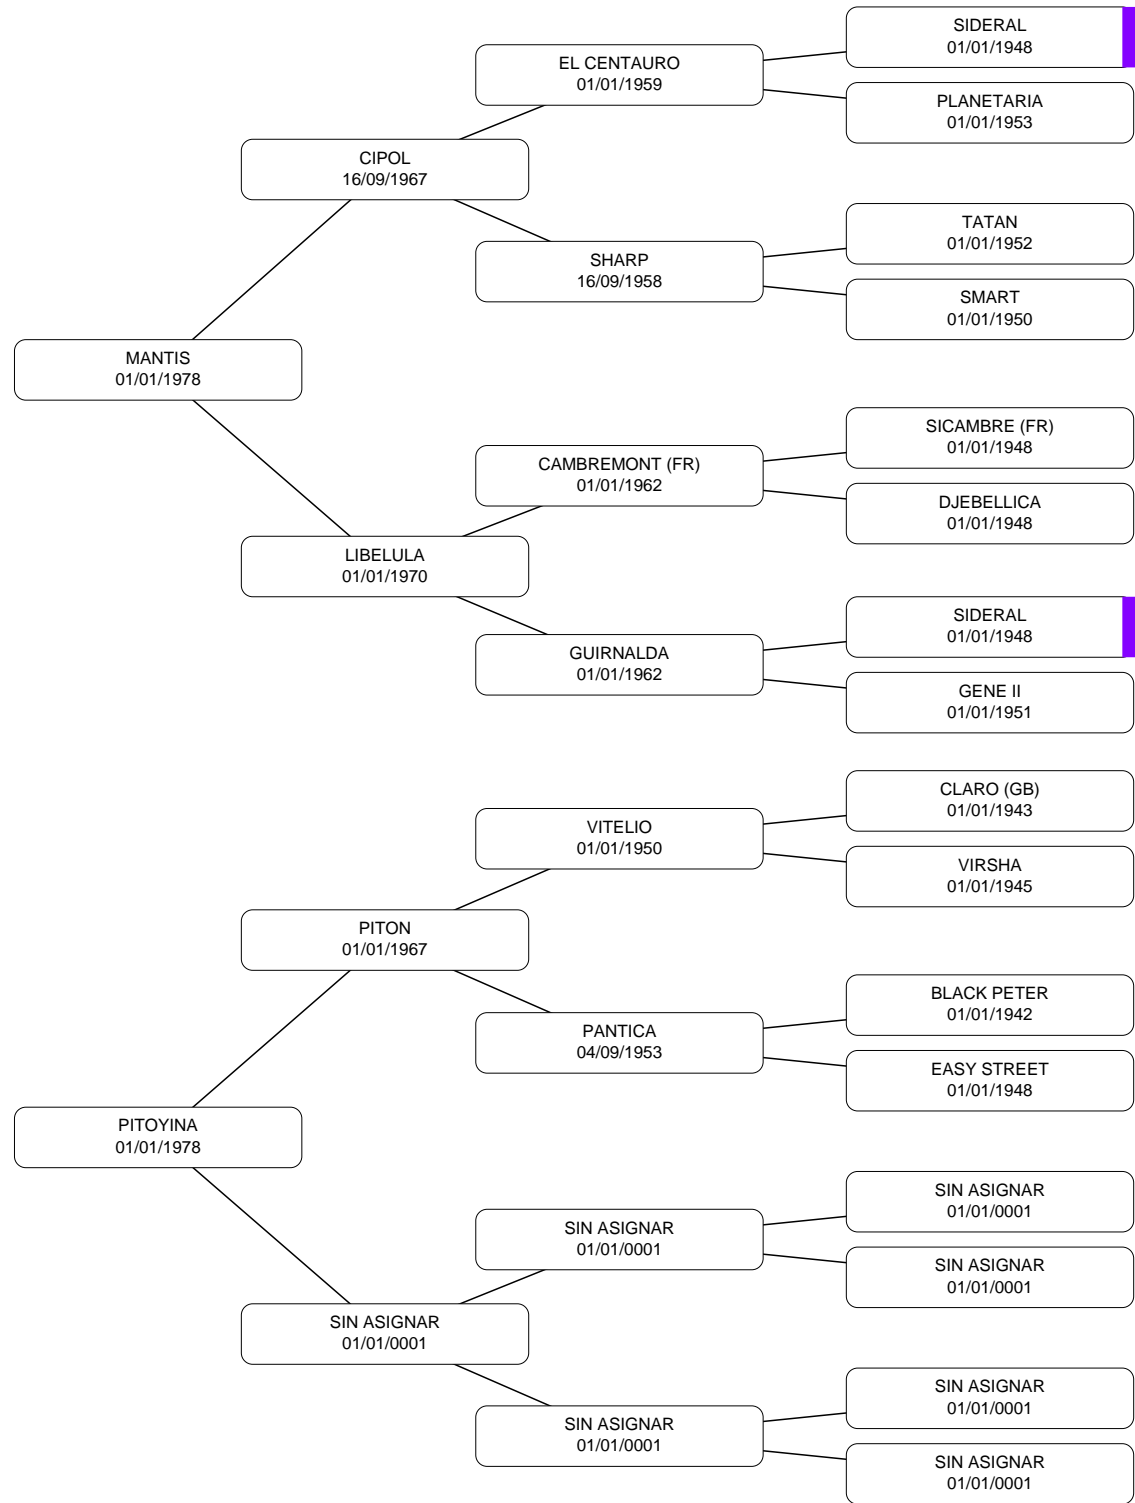 SIDERAL
01/01/1948
EL CENTAURO
01/01/1959
PLANETARIA
01/01/1953
CIPOL
16/09/1967
TATAN
01/01/1952
SHARP
16/09/1958
SMART
01/01/1950
MANTIS
01/01/1978
SICAMBRE (FR)
01/01/1948
CAMBREMONT (FR)
01/01/1962
DJEBELLICA
01/01/1948
LIBELULA
01/01/1970
SIDERAL
01/01/1948
GUIRNALDA
01/01/1962
GENE II
01/01/1951
CLARO (GB)
01/01/1943
VITELIO
01/01/1950
VIRSHA
01/01/1945
PITON
01/01/1967
BLACK PETER
01/01/1942
PANTICA
04/09/1953
EASY STREET
01/01/1948
PITOYINA
01/01/1978
SIN ASIGNAR
01/01/0001
SIN ASIGNAR
01/01/0001
SIN ASIGNAR
01/01/0001
SIN ASIGNAR
01/01/0001
SIN ASIGNAR
01/01/0001
SIN ASIGNAR
01/01/0001
SIN ASIGNAR
01/01/0001